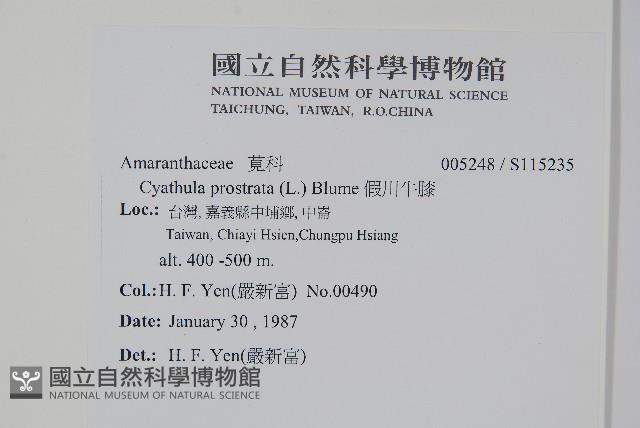 國立自然科學博物館
NATIONAL MUSEUM OF NATURAL SCIENCE
TAICHUNG, TAIWAN, R.O.CHINA
Amaranthaceae 莧科 005248 / S115235
Cyathula prostrata (L.) Blume 假川牛膝
Loc.: 台灣, 嘉義縣中埔鄉, 中崙
Taiwan, Chiayi Hsien,Chungpu Hsiang
alt. 400 -500 m.
Col.:H. F. Yen(嚴新富) No.00490
Date: January 30 , 1987
Det.: H. F. Yen(嚴新富)
國立自然科學博物館
NATIONAL MUSEUM OF NATURAL SCIENCE